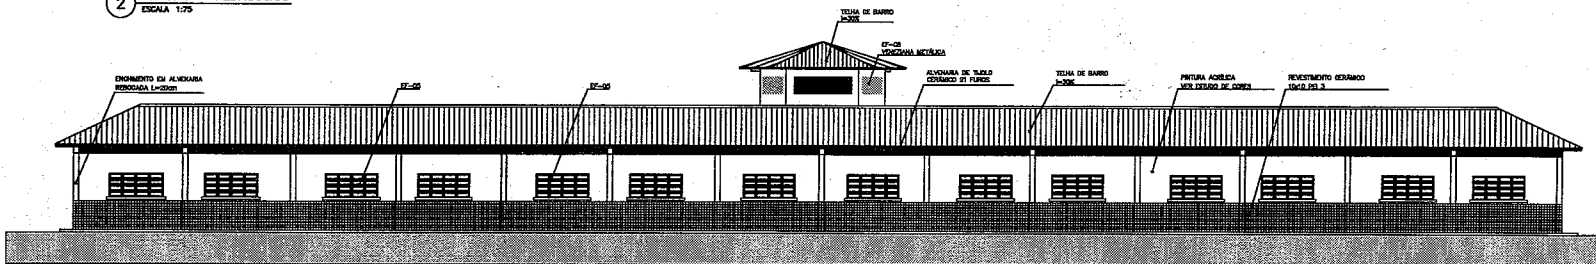 2
ESCALA 1:75
TELHA DE BARRO
i=30%
EF-08
VENEZIANA METÁLICA
ENCHIMENTO EM ALVENARIA
REBOCADA L=20cm
EF-05
EF-05
ALVENARIA DE TIJOLO
CERÂMICO 21 FUROS
TELHA DE BARRO
i=30%
PINTURA ACRÍLICA
VER ESTUDO DE CORES
REVESTIMENTO CERÂMICO
10x10 PEI 3